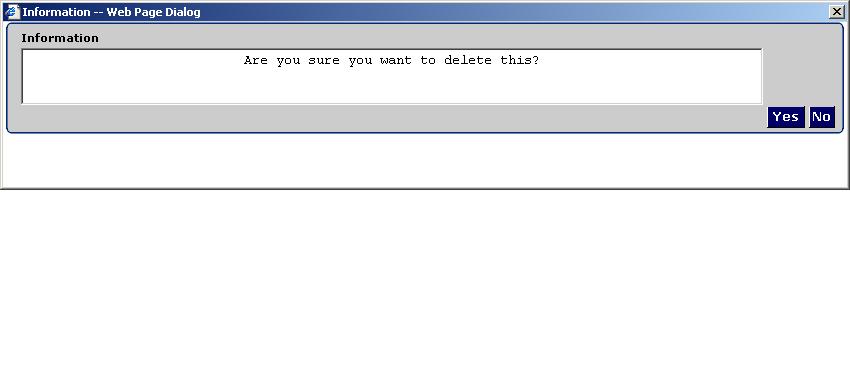 Information -- Web Page Dialog
Information
Are you sure you want to delete this?
Yes No